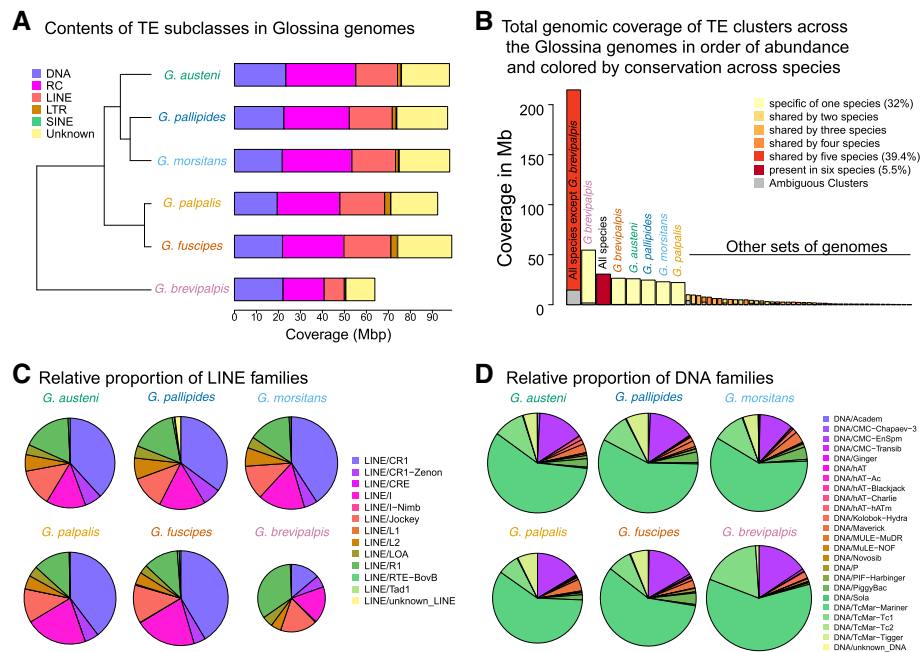 A
Contents of TE subclasses in Glossina genomes
DNA
RC
LINE
LTR
SINE
Unknown
G. austeni
G. pallipides
G. morsitans
G. palpalis
G. fuscipes
G. brevipalpis
0 10 20 30 40 50 60 70 80 90
Coverage (Mbp)
B
Total genomic coverage of TE clusters across
the Glossina genomes in order of abundance
and colored by conservation across species
Coverage in Mb
200
150
100
50
0
All species except G. brevipalpis
G brevipalpis
All species
G brevipalpis
G. austeni
G. pallipides
G. morsitans
G. palpalis
specific of one species (32%)
shared by two species
shared by three species
shared by four species
shared by five species (39.4%)
present in six species (5.5%)
Ambiguous Clusters
Other sets of genomes
C
Relative proportion of LINE families
G. austeni
G. pallipides
G. morsitans
G. palpalis
G. fuscipes
G. brevipalpis
LINE/CR1
LINE/CR1−Zenon
LINE/CRE
LINE/I
LINE/I−Nimb
LINE/Jockey
LINE/L1
LINE/L2
LINE/LOA
LINE/R1
LINE/RTE−BovB
LINE/Tad1
LINE/unknown_LINE
D
Relative proportion of DNA families
G. austeni
G. pallipides
G. morsitans
G. palpalis
G. fuscipes
G. brevipalpis
DNA/Academ
DNA/CMC−Chapaev−3
DNA/CMC−EnSpm
DNA/CMC−Transib
DNA/Ginger
DNA/hAT
DNA/hAT−Ac
DNA/hAT−Blackjack
DNA/hAT−Charlie
DNA/hAT−hATm
DNA/Kolobok−Hydra
DNA/Maverick
DNA/MULE−MuDR
DNA/MuLE−NOF
DNA/Novosib
DNA/P
DNA/PIF−Harbinger
DNA/PiggyBac
DNA/Sola
DNA/TcMar−Mariner
DNA/TcMar−Tc1
DNA/TcMar−Tc2
DNA/TcMar−Tigger
DNA/unknown_DNA